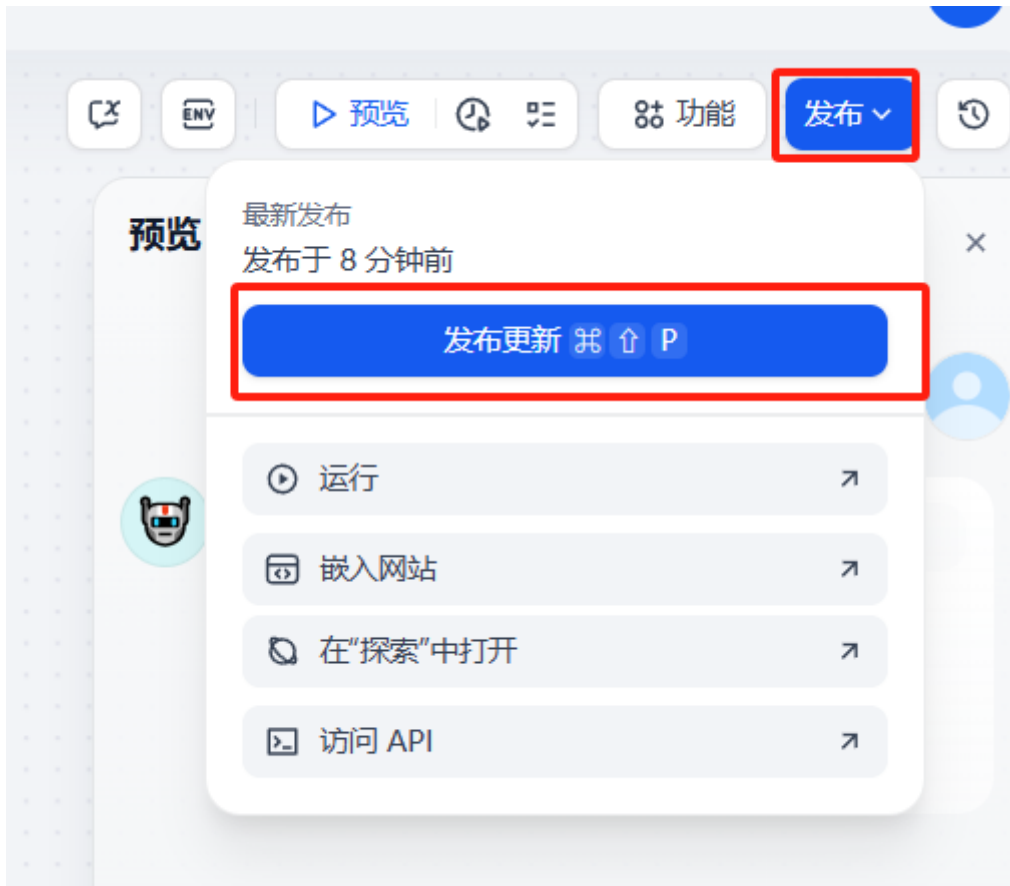 ENV
预览
功能
发布
预览
最新发布
发布于 8 分钟前
发布更新 ⌘ ⇧ P
运行
嵌入网站
在“探索”中打开
访问 API